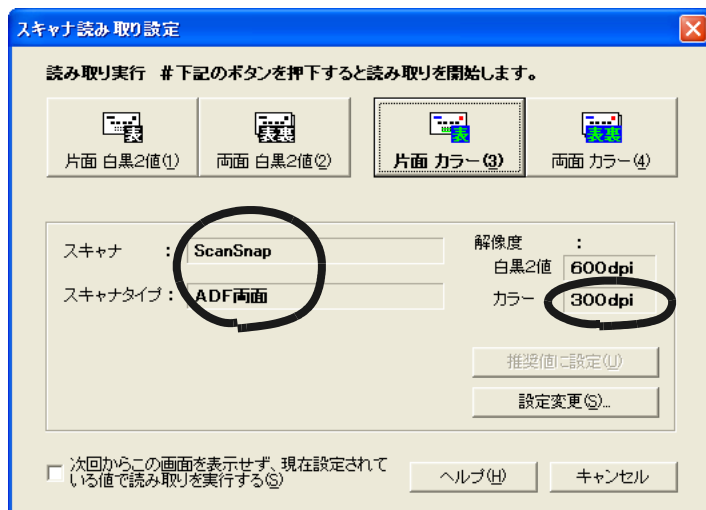 スキャナ読み取り設定
読み取り実行 #下記のボタンを押下すると読み取りを開始します。
表
表裏
表
表裏
片面 白黒2値(1)
両面 白黒2値(2)
片面 カラー(3)
両面 カラー(4)
スキャナ : ScanSnap
スキャナタイプ : ADF両面
解像度 :
白黒2値 600dpi
カラー 300dpi
推奨値に設定(U)
設定変更(S)...
次回からこの画面を表示せず、現在設定されて
いる値で読み取りを実行する(S)
ヘルプ(H)
キャンセル